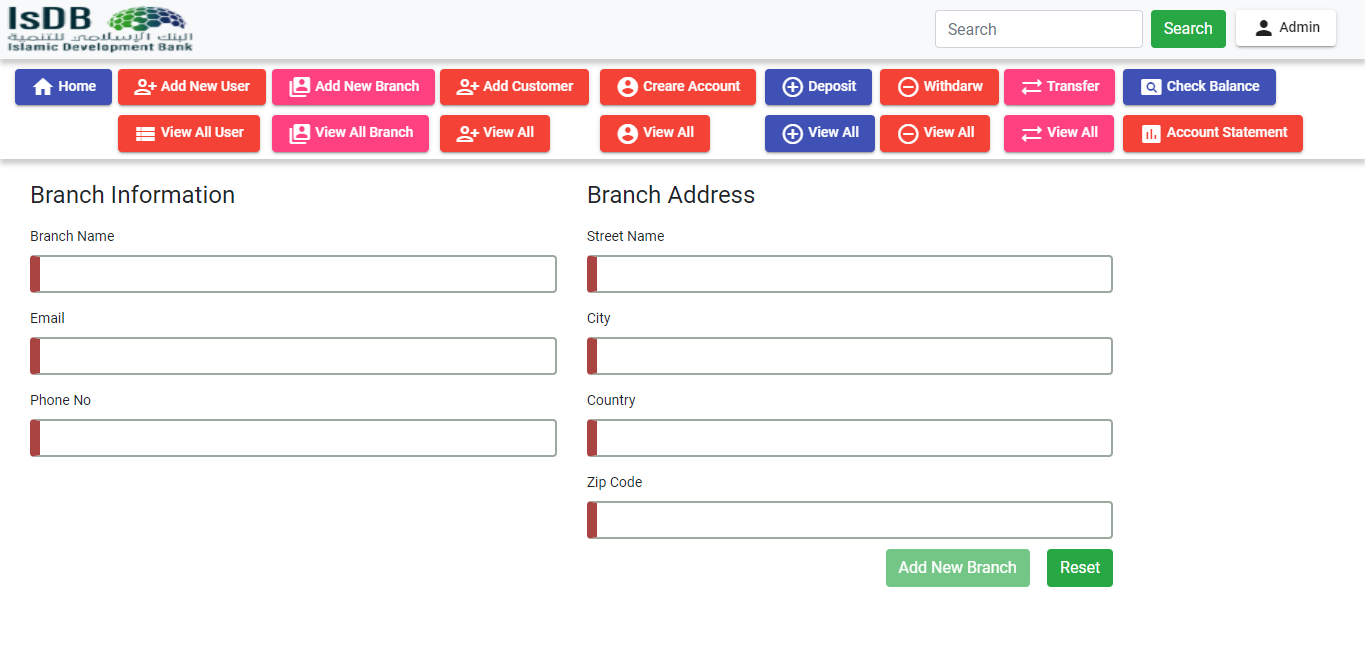 IsDB
البنك الإسلامي للتنمية
Islamic Development Bank
Search
Search
Admin
Home
Add New User
Add New Branch
Add Customer
Creare Account
Deposit
Withdarw
Transfer
Check Balance
View All User
View All Branch
View All
View All
View All
View All
View All
Account Statement
Branch Information
Branch Address
Branch Name
Street Name
Email
City
Phone No
Country
Zip Code
Add New Branch
Reset